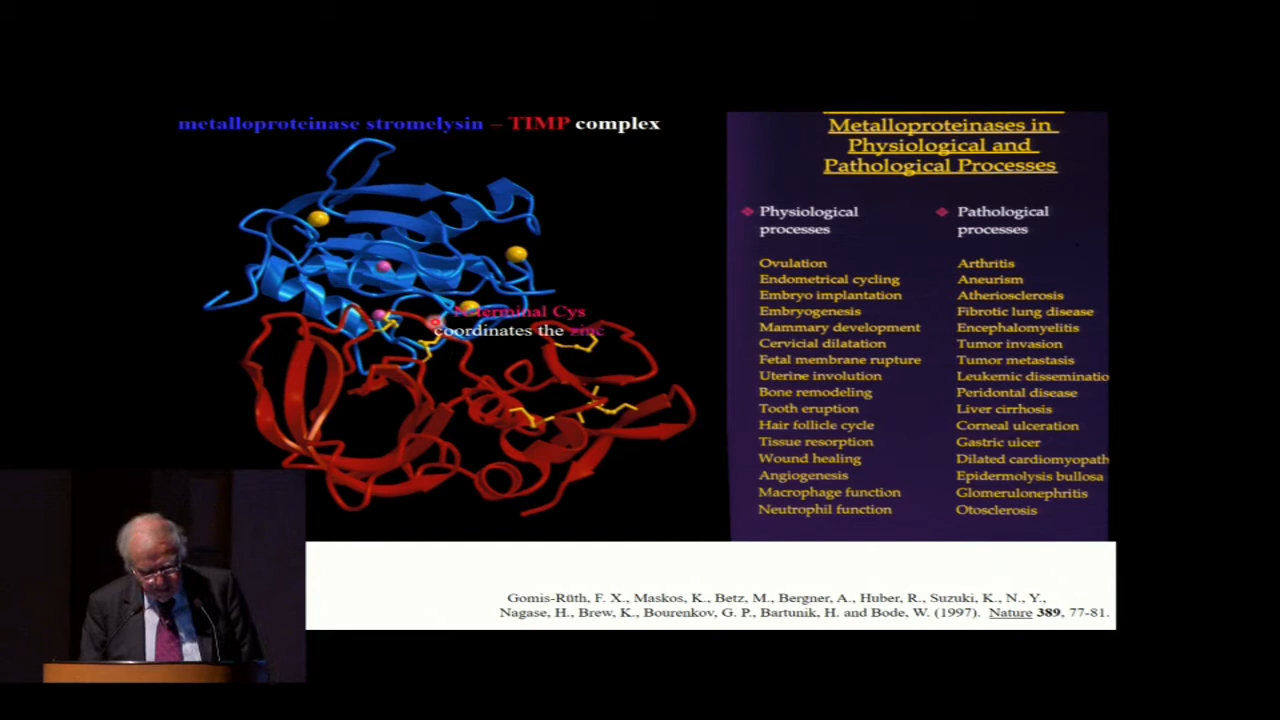 metalloproteinase stromelysin – TIMP complex
N-terminal Cys
coordinates the zinc
Metalloproteinases in
Physiological and
Pathological Processes
Physiological
processes
Ovulation
Endometrical cycling
Embryo implantation
Embryogenesis
Mammary development
Cervicial dilatation
Fetal membrane rupture
Uterine involution
Bone remodeling
Tooth eruption
Hair follicle cycle
Tissue resorption
Wound healing
Angiogenesis
Macrophage function
Neutrophil function
Pathological
processes
Arthritis
Aneurism
Atheriosclerosis
Fibrotic lung disease
Encephalomyelitis
Tumor invasion
Tumor metastasis
Leukemic disseminatio
Peridontal disease
Liver cirrhosis
Corneal ulceration
Gastric ulcer
Dilated cardiomyopath
Epidermolysis bullosa
Glomerulonephritis
Otosclerosis
Gomis-Rüth, F. X., Maskos, K., Betz, M., Bergner, A., Huber, R., Suzuki, K., N., Y.,
Nagase, H., Brew, K., Bourenkov, G. P., Bartunik, H. and Bode, W. (1997). Nature 389, 77-81.